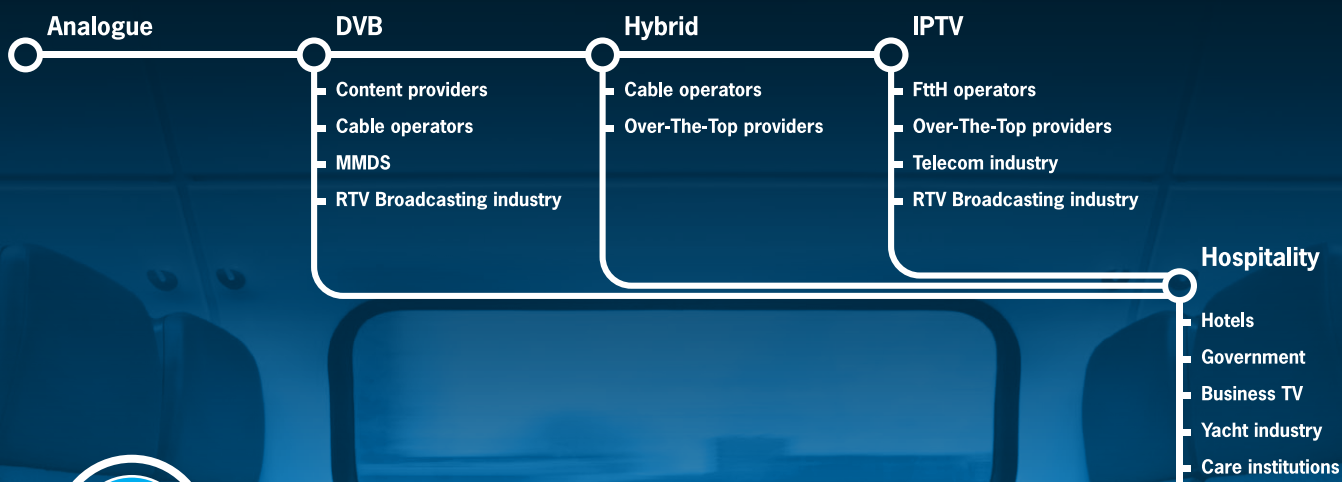 Analogue
DVB
Content providers
Cable operators
MMDS
RTV Broadcasting industry
Hybrid
Cable operators
Over-The-Top providers
IPTV
FttH operators
Over-The-Top providers
Telecom industry
RTV Broadcasting industry
Hospitality
Hotels
Government
Business TV
Yacht industry
Care institutions